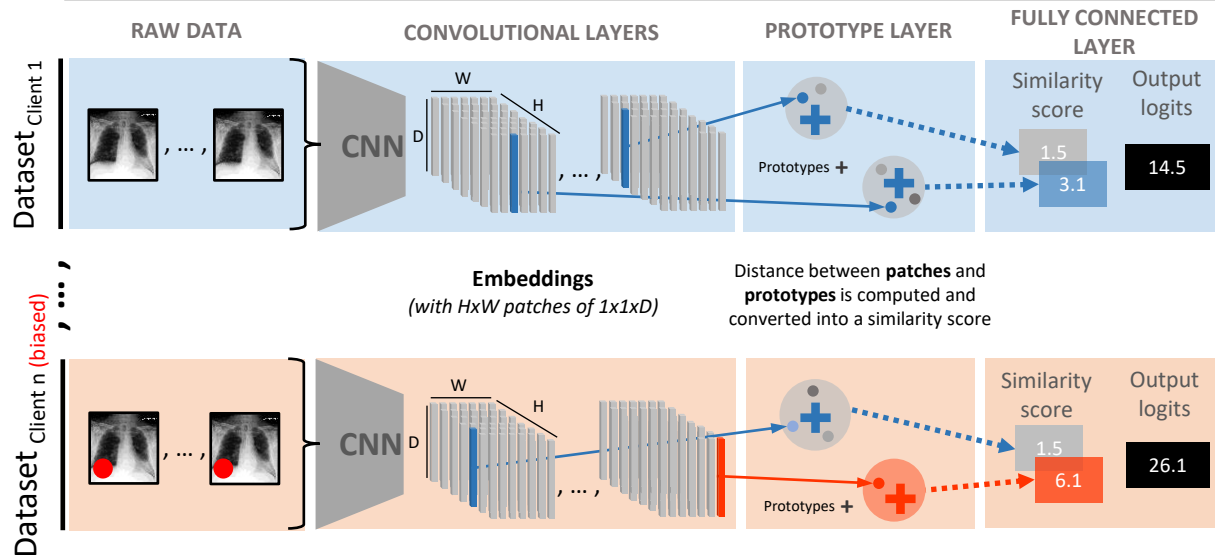 RAW DATA
CONVOLUTIONAL LAYERS
PROTOTYPE LAYER
FULLY CONNECTED
LAYER
Dataset Client 1
, ... ,
CNN
W
H
D
, ... ,
Prototypes +
Similarity
score
Output
logits
1.5
3.1
14.5
, ... ,
Embeddings
(with HxW patches of 1x1xD)
Distance between patches and
prototypes is computed and
converted into a similarity score
Dataset Client n (biased)
, ... ,
CNN
W
H
D
, ... ,
Prototypes +
Similarity
score
Output
logits
1.5
6.1
26.1